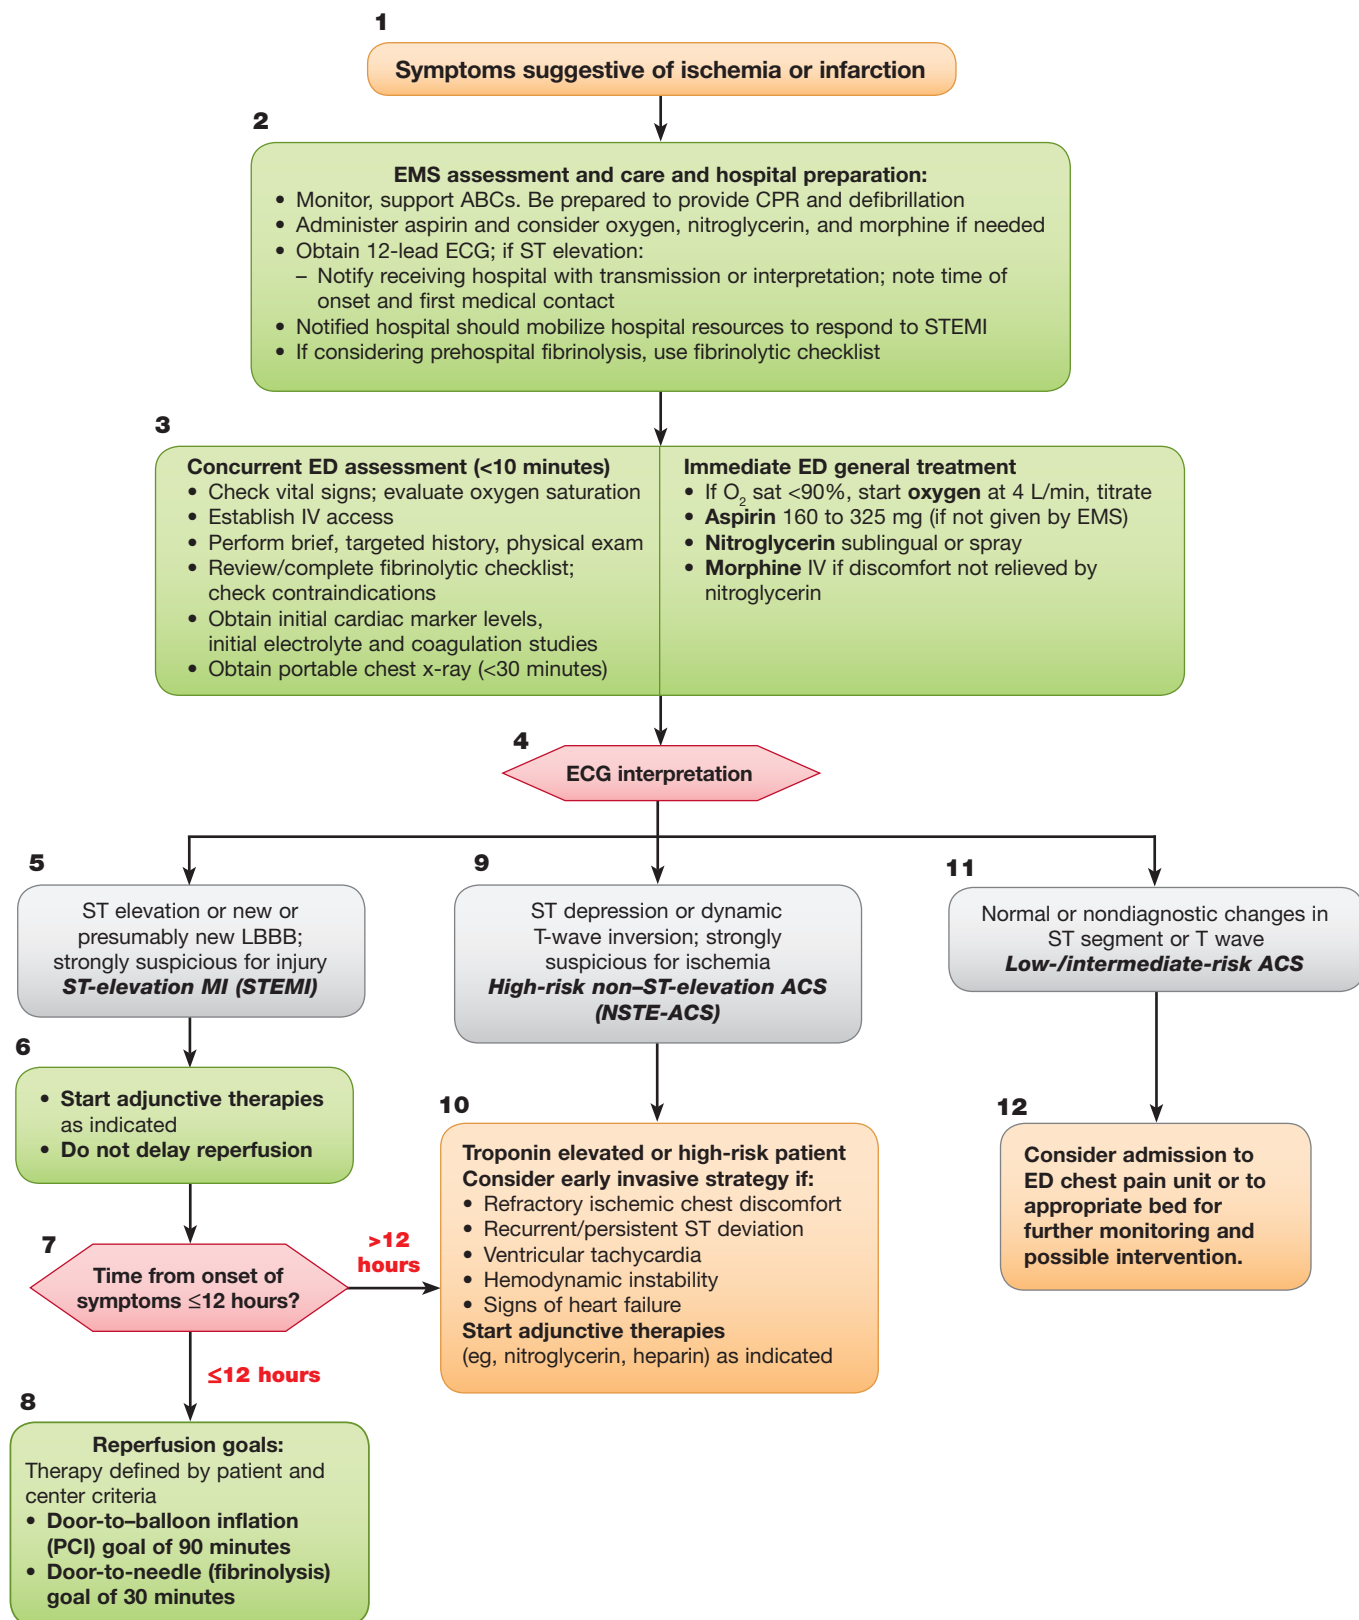 1
Symptoms suggestive of ischemia or infarction
2
EMS assessment and care and hospital preparation:
• Monitor, support ABCs. Be prepared to provide CPR and defibrillation
• Administer aspirin and consider oxygen, nitroglycerin, and morphine if needed
• Obtain 12-lead ECG; if ST elevation:
– Notify receiving hospital with transmission or interpretation; note time of
onset and first medical contact
• Notified hospital should mobilize hospital resources to respond to STEMI
• If considering prehospital fibrinolysis, use fibrinolytic checklist
3
Concurrent ED assessment (<10 minutes)
• Check vital signs; evaluate oxygen saturation
• Establish IV access
• Perform brief, targeted history, physical exam
• Review/complete fibrinolytic checklist;
check contraindications
• Obtain initial cardiac marker levels,
initial electrolyte and coagulation studies
• Obtain portable chest x-ray (<30 minutes)
Immediate ED general treatment
• If O₂ sat <90%, start oxygen at 4 L/min, titrate
• Aspirin 160 to 325 mg (if not given by EMS)
• Nitroglycerin sublingual or spray
• Morphine IV if discomfort not relieved by
nitroglycerin
4
ECG interpretation
5
ST elevation or new or
presumably new LBBB;
strongly suspicious for injury
ST-elevation MI (STEMI)
6
• Start adjunctive therapies
as indicated
• Do not delay reperfusion
7
Time from onset of
symptoms ≤12 hours?
>12
hours
≤12 hours
8
Reperfusion goals:
Therapy defined by patient and
center criteria
• Door-to–balloon inflation
(PCI) goal of 90 minutes
• Door-to-needle (fibrinolysis)
goal of 30 minutes
9
ST depression or dynamic
T-wave inversion; strongly
suspicious for ischemia
High-risk non–ST-elevation ACS
(NSTE-ACS)
10
Troponin elevated or high-risk patient
Consider early invasive strategy if:
• Refractory ischemic chest discomfort
• Recurrent/persistent ST deviation
• Ventricular tachycardia
• Hemodynamic instability
• Signs of heart failure
Start adjunctive therapies
(eg, nitroglycerin, heparin) as indicated
11
Normal or nondiagnostic changes in
ST segment or T wave
Low-/intermediate-risk ACS
12
Consider admission to
ED chest pain unit or to
appropriate bed for
further monitoring and
possible intervention.